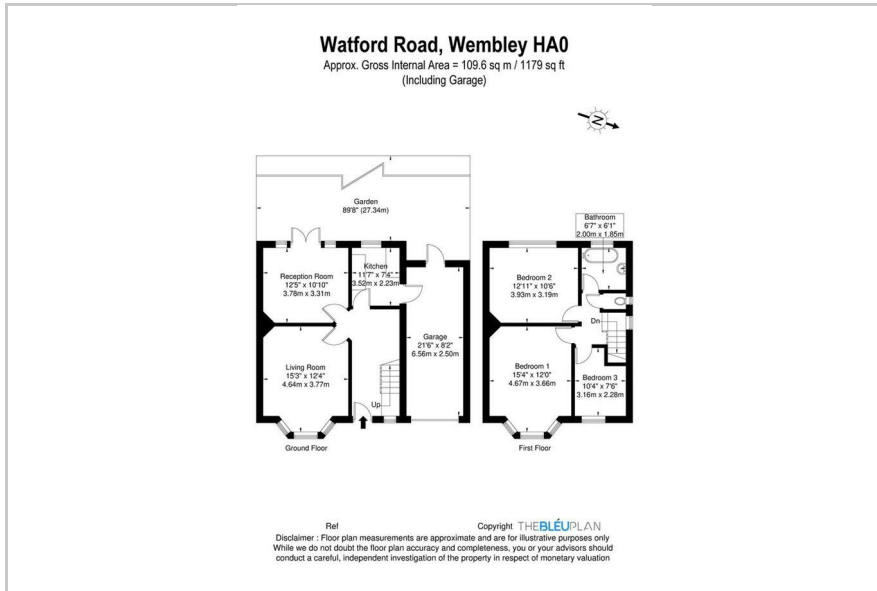 Watford Road, Wembley HA0
Approx. Gross Internal Area = 109.6 sq m / 1179 sq ft
(Including Garage)
N
Garden
89'8" (27.34m)
Reception Room
12'5" x 10'10"
3.78m x 3.31m
Kitchen
11'7" x 7'4"
3.52m x 2.23m
Garage
21'6" x 8'2"
6.56m x 2.50m
Living Room
15'3" x 12'4"
4.64m x 3.77m
Up
Ground Floor
Bathroom
6'7" x 6'1"
2.00m x 1.85m
Bedroom 2
12'11" x 10'6"
3.93m x 3.19m
Dn
Bedroom 1
15'4" x 12'0"
4.67m x 3.66m
Bedroom 3
10'4" x 7'6"
3.16m x 2.28m
First Floor
Ref
Copyright THEBLÉUPLAN
Disclaimer : Floor plan measurements are approximate and are for illustrative purposes only
While we do not doubt the floor plan accuracy and completeness, you or your advisors should
conduct a careful, independent investigation of the property in respect of monetary valuation